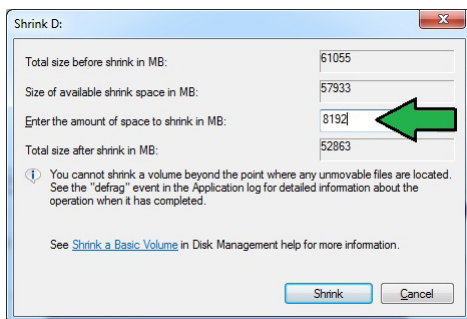 Shrink D:
Total size before shrink in MB: 61055
Size of available shrink space in MB: 57933
Enter the amount of space to shrink in MB: 8192
Total size after shrink in MB: 52863
You cannot shrink a volume beyond the point where any unmovable files are located.
See the "defrag" event in the Application log for detailed information about the
operation when it has completed.
See Shrink a Basic Volume in Disk Management help for more information.
Shrink Cancel